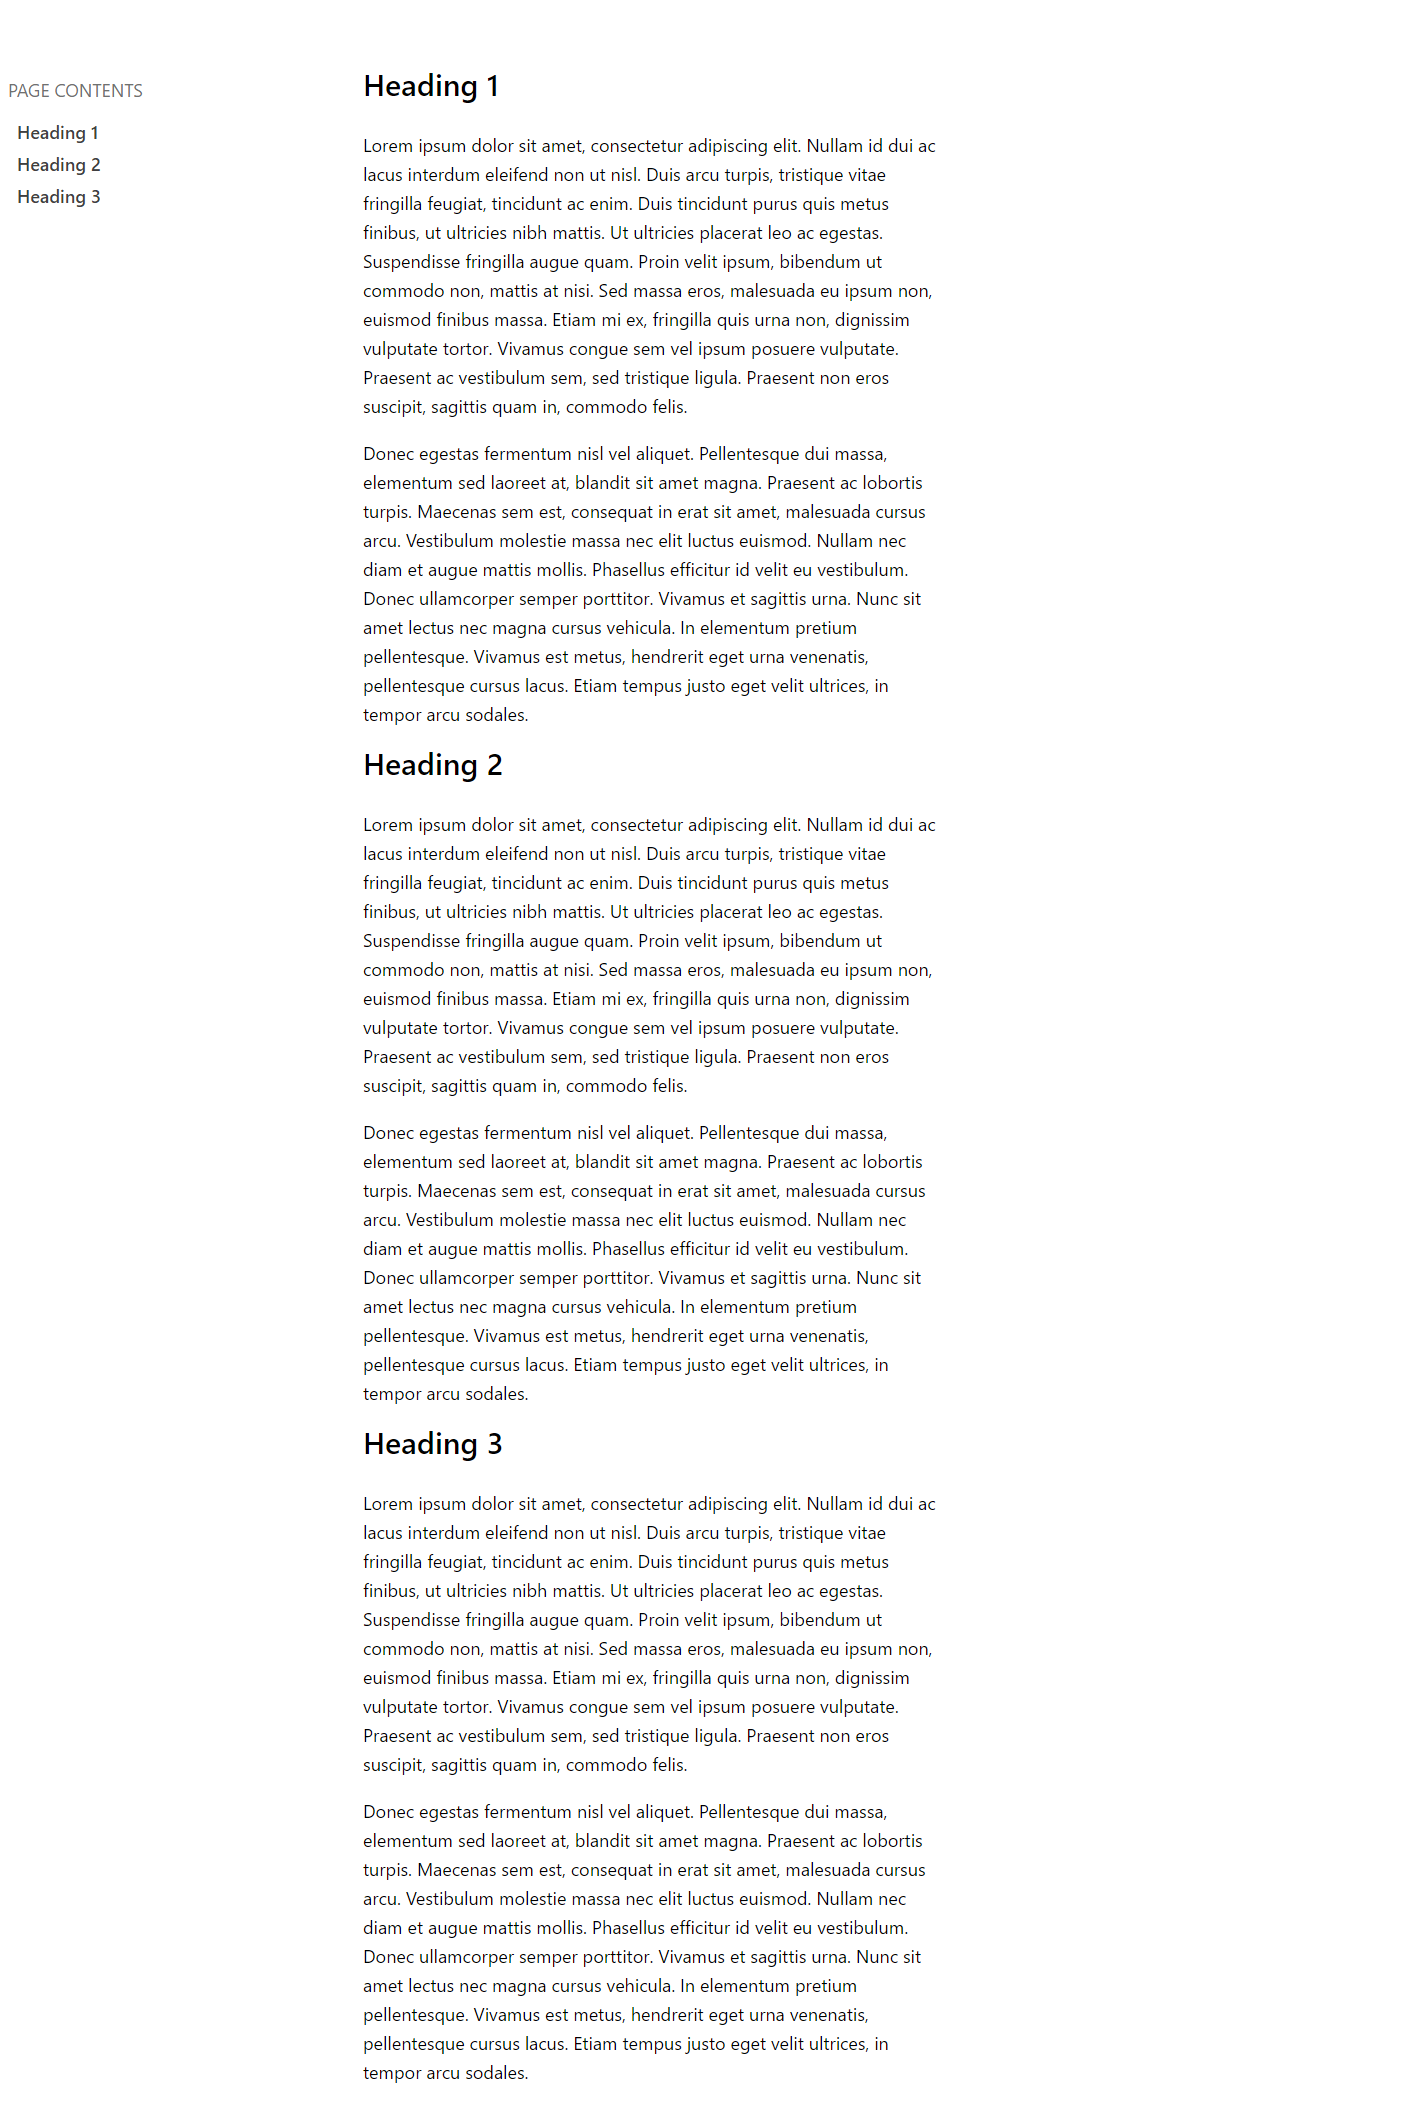 PAGE CONTENTS
Heading 1
Heading 2
Heading 3
Heading 1
Lorem ipsum dolor sit amet, consectetur adipiscing elit. Nullam id dui ac
lacus interdum eleifend non ut nisl. Duis arcu turpis, tristique vitae
fringilla feugiat, tincidunt ac enim. Duis tincidunt purus quis metus
finibus, ut ultricies nibh mattis. Ut ultricies placerat leo ac egestas.
Suspendisse fringilla augue quam. Proin velit ipsum, bibendum ut
commodo non, mattis at nisi. Sed massa eros, malesuada eu ipsum non,
euismod finibus massa. Etiam mi ex, fringilla quis urna non, dignissim
vulputate tortor. Vivamus congue sem vel ipsum posuere vulputate.
Praesent ac vestibulum sem, sed tristique ligula. Praesent non eros
suscipit, sagittis quam in, commodo felis.
Donec egestas fermentum nisl vel aliquet. Pellentesque dui massa,
elementum sed laoreet at, blandit sit amet magna. Praesent ac lobortis
turpis. Maecenas sem est, consequat in erat sit amet, malesuada cursus
arcu. Vestibulum molestie massa nec elit luctus euismod. Nullam nec
diam et augue mattis mollis. Phasellus efficitur id velit eu vestibulum.
Donec ullamcorper semper porttitor. Vivamus et sagittis urna. Nunc sit
amet lectus nec magna cursus vehicula. In elementum pretium
pellentesque. Vivamus est metus, hendrerit eget urna venenatis,
pellentesque cursus lacus. Etiam tempus justo eget velit ultrices, in
tempor arcu sodales.
Heading 2
Lorem ipsum dolor sit amet, consectetur adipiscing elit. Nullam id dui ac
lacus interdum eleifend non ut nisl. Duis arcu turpis, tristique vitae
fringilla feugiat, tincidunt ac enim. Duis tincidunt purus quis metus
finibus, ut ultricies nibh mattis. Ut ultricies placerat leo ac egestas.
Suspendisse fringilla augue quam. Proin velit ipsum, bibendum ut
commodo non, mattis at nisi. Sed massa eros, malesuada eu ipsum non,
euismod finibus massa. Etiam mi ex, fringilla quis urna non, dignissim
vulputate tortor. Vivamus congue sem vel ipsum posuere vulputate.
Praesent ac vestibulum sem, sed tristique ligula. Praesent non eros
suscipit, sagittis quam in, commodo felis.
Donec egestas fermentum nisl vel aliquet. Pellentesque dui massa,
elementum sed laoreet at, blandit sit amet magna. Praesent ac lobortis
turpis. Maecenas sem est, consequat in erat sit amet, malesuada cursus
arcu. Vestibulum molestie massa nec elit luctus euismod. Nullam nec
diam et augue mattis mollis. Phasellus efficitur id velit eu vestibulum.
Donec ullamcorper semper porttitor. Vivamus et sagittis urna. Nunc sit
amet lectus nec magna cursus vehicula. In elementum pretium
pellentesque. Vivamus est metus, hendrerit eget urna venenatis,
pellentesque cursus lacus. Etiam tempus justo eget velit ultrices, in
tempor arcu sodales.
Heading 3
Lorem ipsum dolor sit amet, consectetur adipiscing elit. Nullam id dui ac
lacus interdum eleifend non ut nisl. Duis arcu turpis, tristique vitae
fringilla feugiat, tincidunt ac enim. Duis tincidunt purus quis metus
finibus, ut ultricies nibh mattis. Ut ultricies placerat leo ac egestas.
Suspendisse fringilla augue quam. Proin velit ipsum, bibendum ut
commodo non, mattis at nisi. Sed massa eros, malesuada eu ipsum non,
euismod finibus massa. Etiam mi ex, fringilla quis urna non, dignissim
vulputate tortor. Vivamus congue sem vel ipsum posuere vulputate.
Praesent ac vestibulum sem, sed tristique ligula. Praesent non eros
suscipit, sagittis quam in, commodo felis.
Donec egestas fermentum nisl vel aliquet. Pellentesque dui massa,
elementum sed laoreet at, blandit sit amet magna. Praesent ac lobortis
turpis. Maecenas sem est, consequat in erat sit amet, malesuada cursus
arcu. Vestibulum molestie massa nec elit luctus euismod. Nullam nec
diam et augue mattis mollis. Phasellus efficitur id velit eu vestibulum.
Donec ullamcorper semper porttitor. Vivamus et sagittis urna. Nunc sit
amet lectus nec magna cursus vehicula. In elementum pretium
pellentesque. Vivamus est metus, hendrerit eget urna venenatis,
pellentesque cursus lacus. Etiam tempus justo eget velit ultrices, in
tempor arcu sodales.